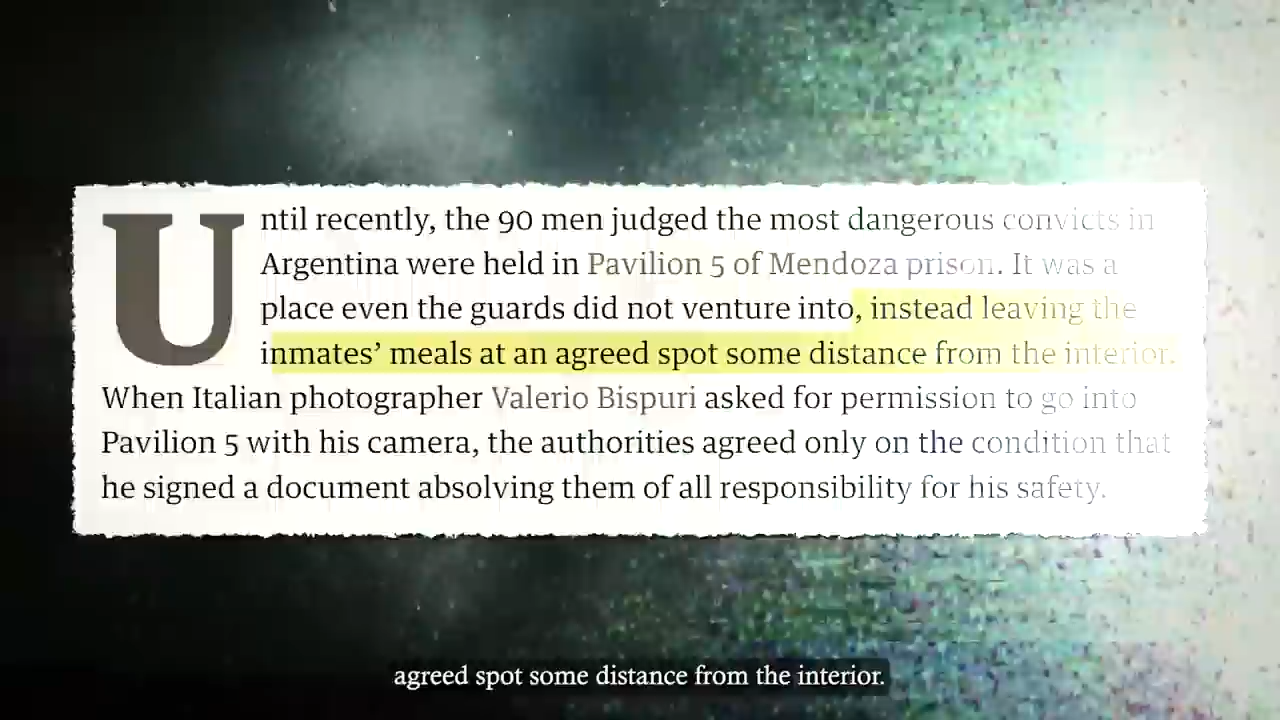 Until recently, the 90 men judged the most dangerous convicts in
Argentina were held in Pavilion 5 of Mendoza prison. It was a
place even the guards did not venture into, instead leaving the
inmates’ meals at an agreed spot some distance from the interior.
When Italian photographer Valerio Bispuri asked for permission to go into
Pavilion 5 with his camera, the authorities agreed only on the condition that
he signed a document absolving them of all responsibility for his safety.
agreed spot some distance from the interior.